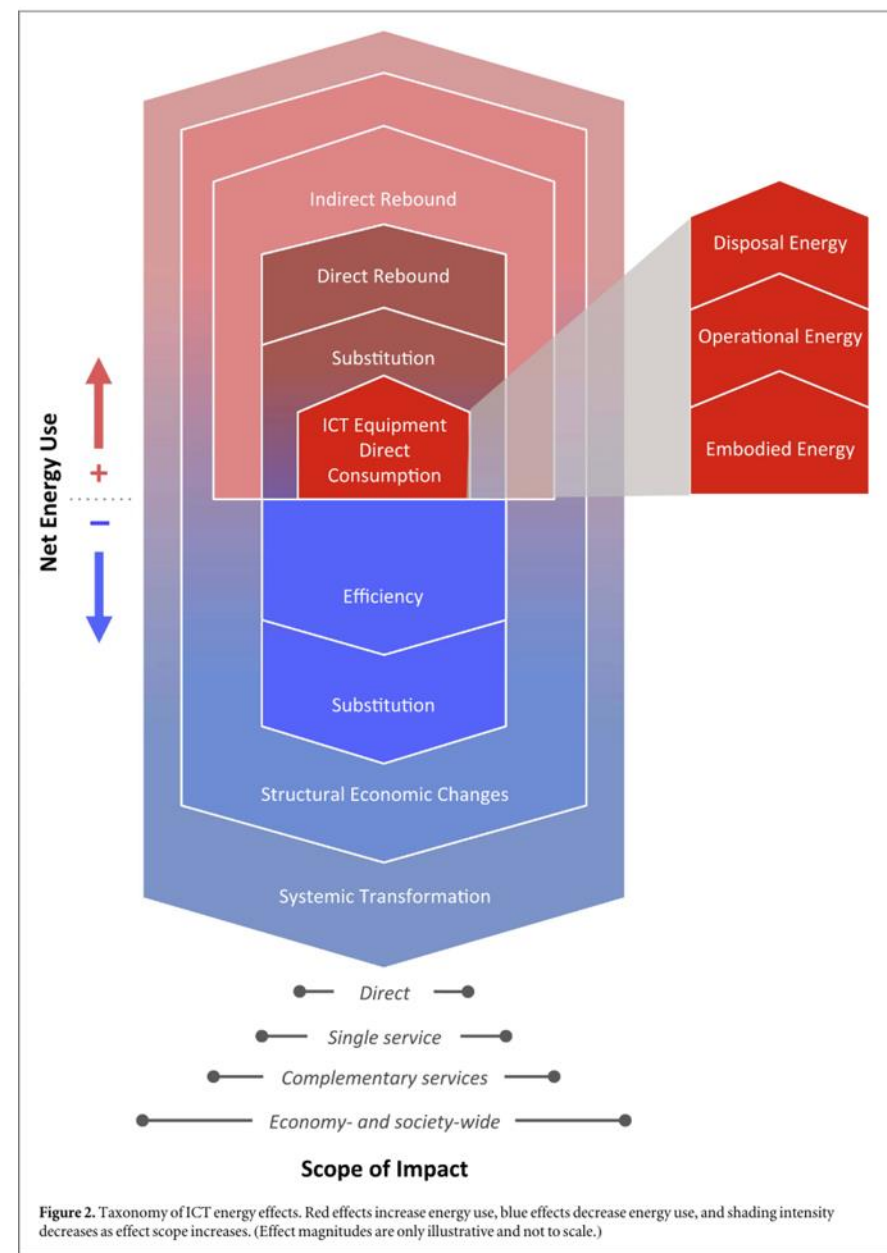 Indirect Rebound
Direct Rebound
Substitution
ICT Equipment
Direct
Consumption
Disposal Energy
Operational Energy
Embodied Energy
Net Energy Use
+
−
Efficiency
Substitution
Structural Economic Changes
Systemic Transformation
Direct
Single service
Complementary services
Economy- and society-wide
Scope of Impact
Figure 2. Taxonomy of ICT energy effects. Red effects increase energy use, blue effects decrease energy use, and shading intensity
decreases as effect scope increases. (Effect magnitudes are only illustrative and not to scale.)